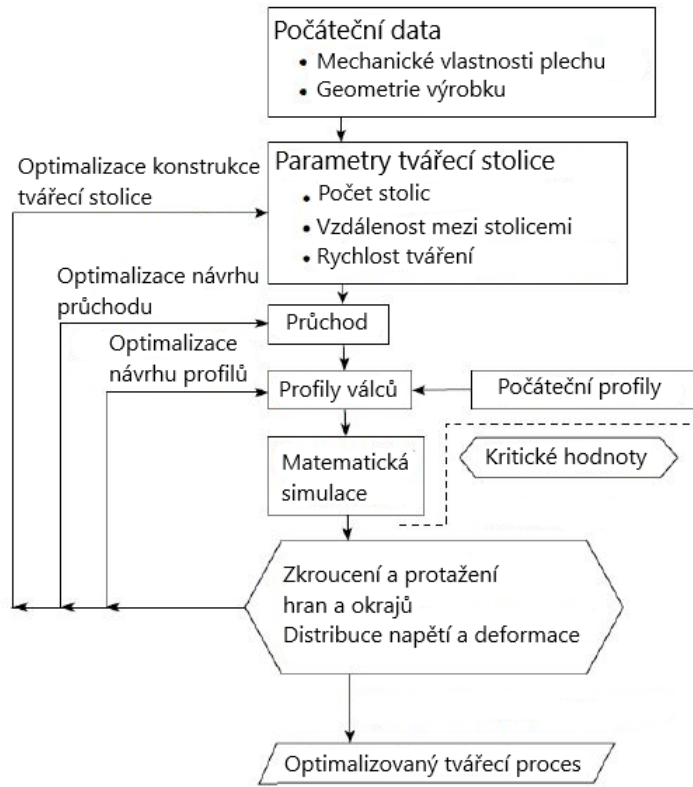 Počáteční data
• Mechanické vlastnosti plechu
• Geometrie výrobku
Optimalizace konstrukce
tvářecí stolice
Parametry tvářecí stolice
• Počet stolic
• Vzdálenost mezi stolicemi
• Rychlost tváření
Optimalizace návrhu
průchodu
Průchod
Optimalizace
návrhu profilů
Profily válců
Počáteční profily
Matematická
simulace
Kritické hodnoty
Zkroucení a protažení
hran a okrajů
Distribuce napětí a deformace
Optimalizovaný tvářecí proces